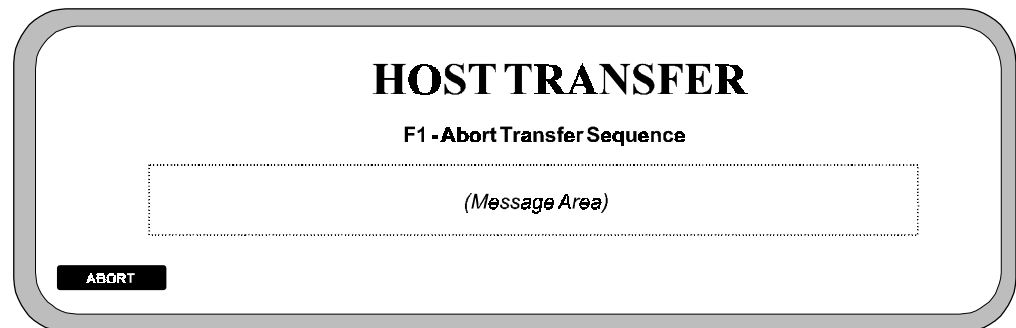 HOST TRANSFER
F1 - Abort Transfer Sequence
(Message Area)
ABORT